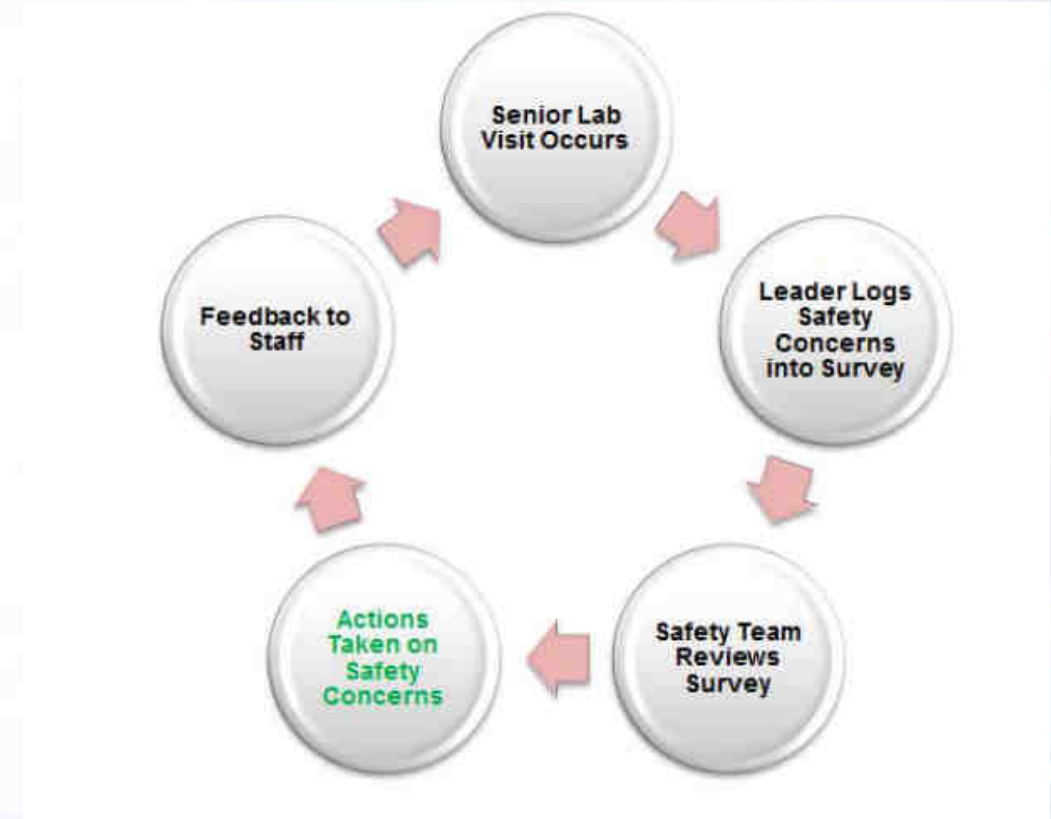 Senior Lab
Visit Occurs
Leader Logs
Safety
Concerns
into Survey
Safety Team
Reviews
Survey
Actions
Taken on
Safety
Concerns
Feedback to
Staff